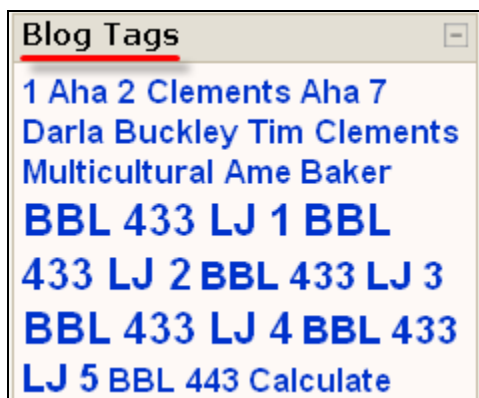 Blog Tags
1 Aha 2 Clements Aha 7
Darla Buckley Tim Clements
Multicultural Ame Baker
BBL 433 LJ 1 BBL
433 LJ 2 BBL 433 LJ 3
BBL 433 LJ 4 BBL 433
LJ 5 BBL 443 Calculate